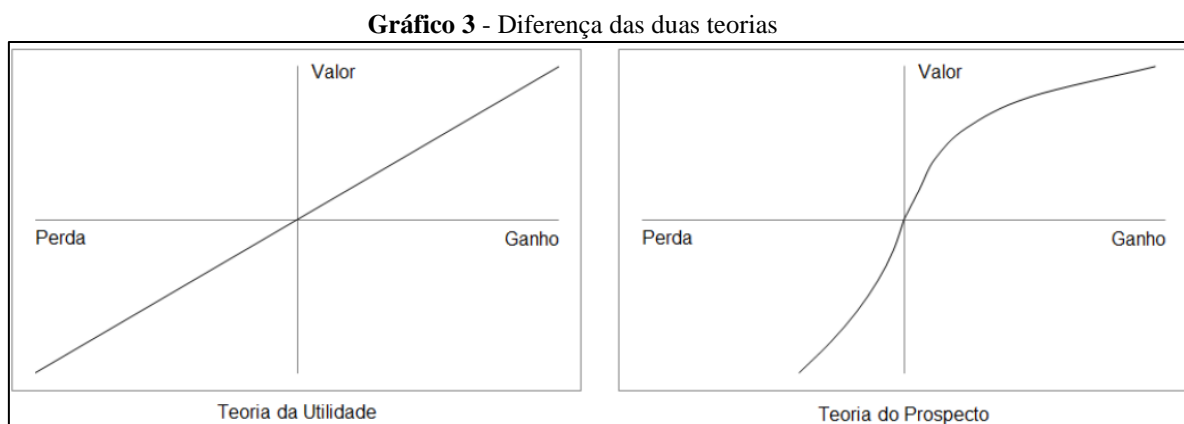 Gráfico 3 - Diferença das duas teorias
Valor
Perda
Ganho
Teoria da Utilidade
Valor
Perda
Ganho
Teoria do Prospecto